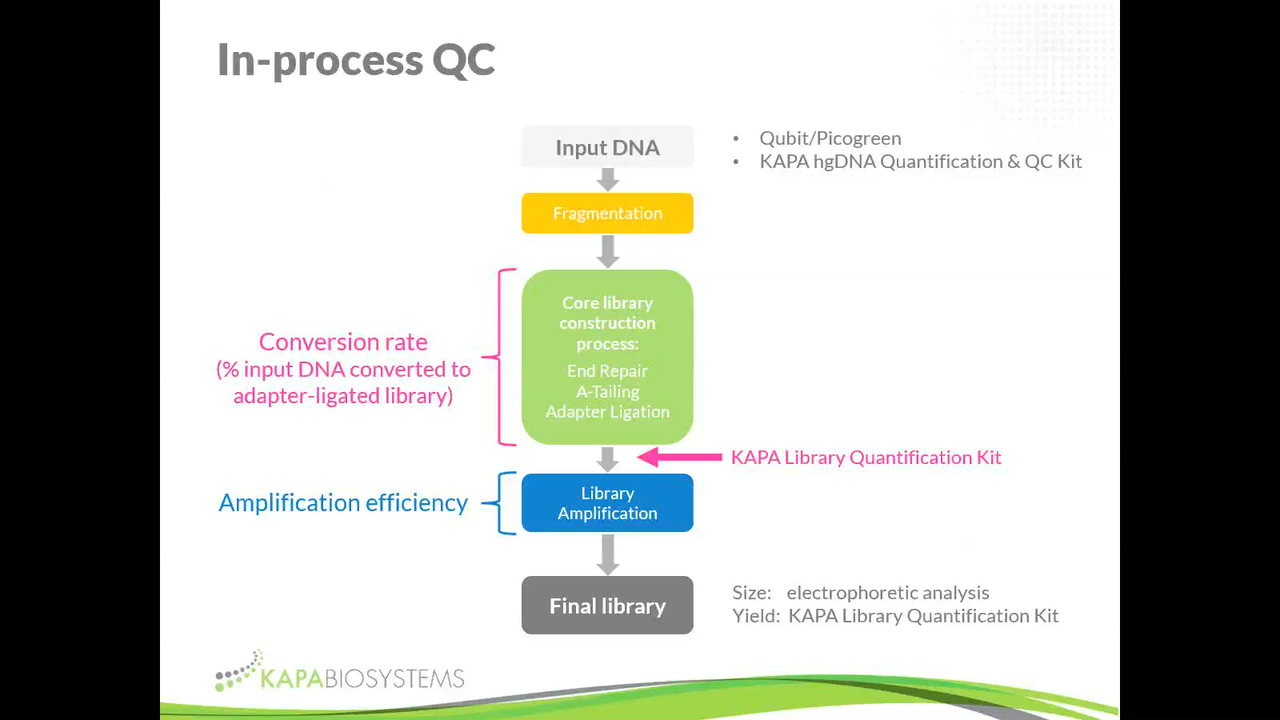 In-process QC
Input DNA
• Qubit/Picogreen
• KAPA hgDNA Quantification & QC Kit
Fragmentation
Core library
construction
process:
End Repair
A-Tailing
Adapter Ligation
Conversion rate
(% input DNA converted to
adapter-ligated library)
KAPA Library Quantification Kit
Amplification efficiency
Library
Amplification
Final library
Size: electrophoretic analysis
Yield: KAPA Library Quantification Kit
KAPABIOSYSTEMS